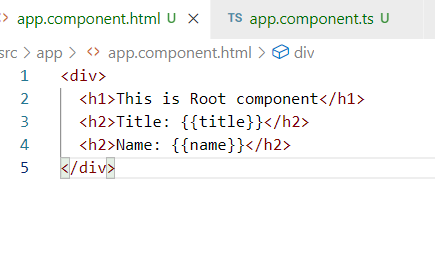 <> app.component.html U ×
TS app.component.ts U
src > app > <> app.component.html > div
1 <div>
2 <h1>This is Root component</h1>
3 <h2>Title: {{title}}</h2>
4 <h2>Name: {{name}}</h2>
5 </div>